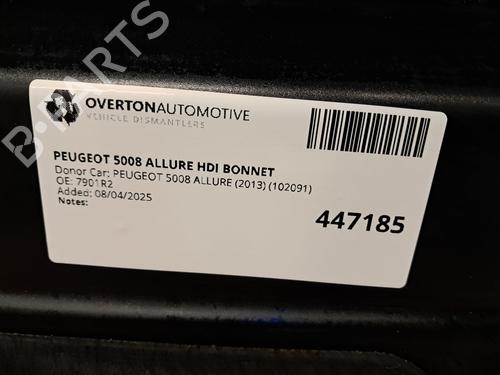 B-PARTS
OVERTONAUTOMOTIVE
VEHICLE DISMANTLERS
PEUGEOT 5008 ALLURE HDI BONNET
Donor Car: PEUGEOT 5008 ALLURE (2013) (102091)
OE: 7901R2
Added: 08/04/2025
Notes:
447185